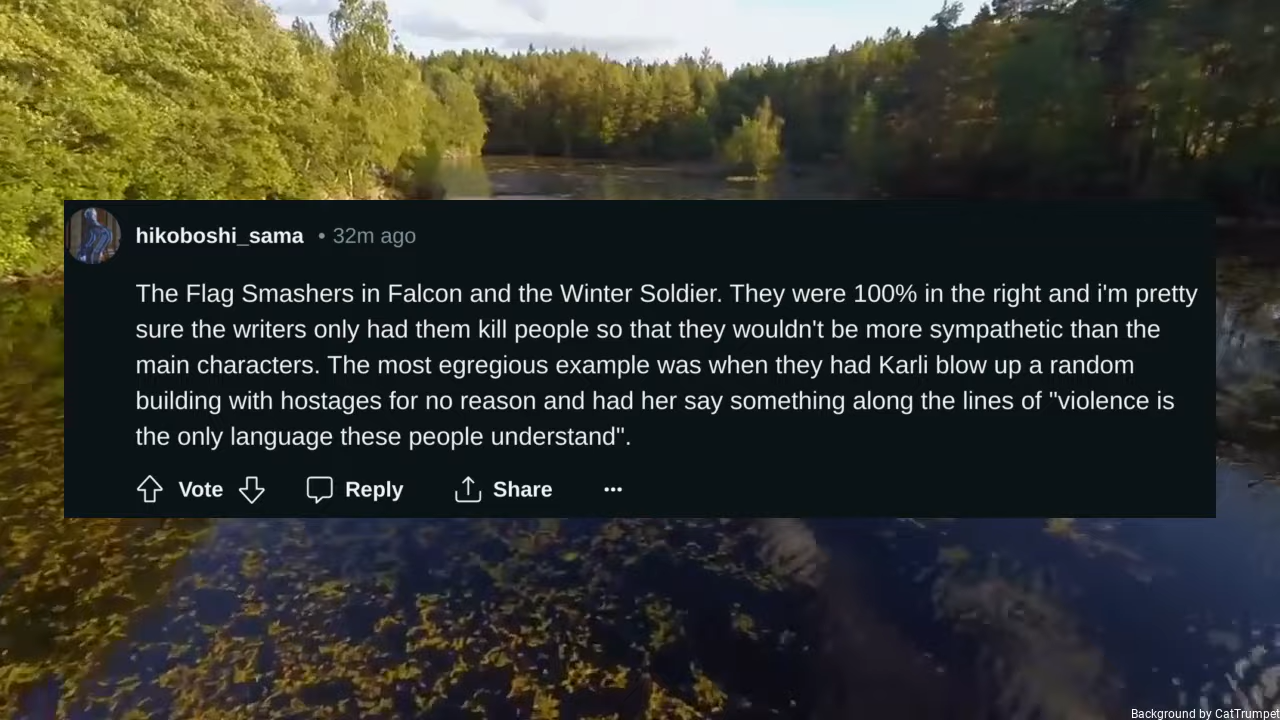 hikoboshi_sama • 32m ago
The Flag Smashers in Falcon and the Winter Soldier. They were 100% in the right and i'm pretty
sure the writers only had them kill people so that they wouldn't be more sympathetic than the
main characters. The most egregious example was when they had Karli blow up a random
building with hostages for no reason and had her say something along the lines of "violence is
the only language these people understand".
Vote Reply Share ···
Background by CatTrumpet